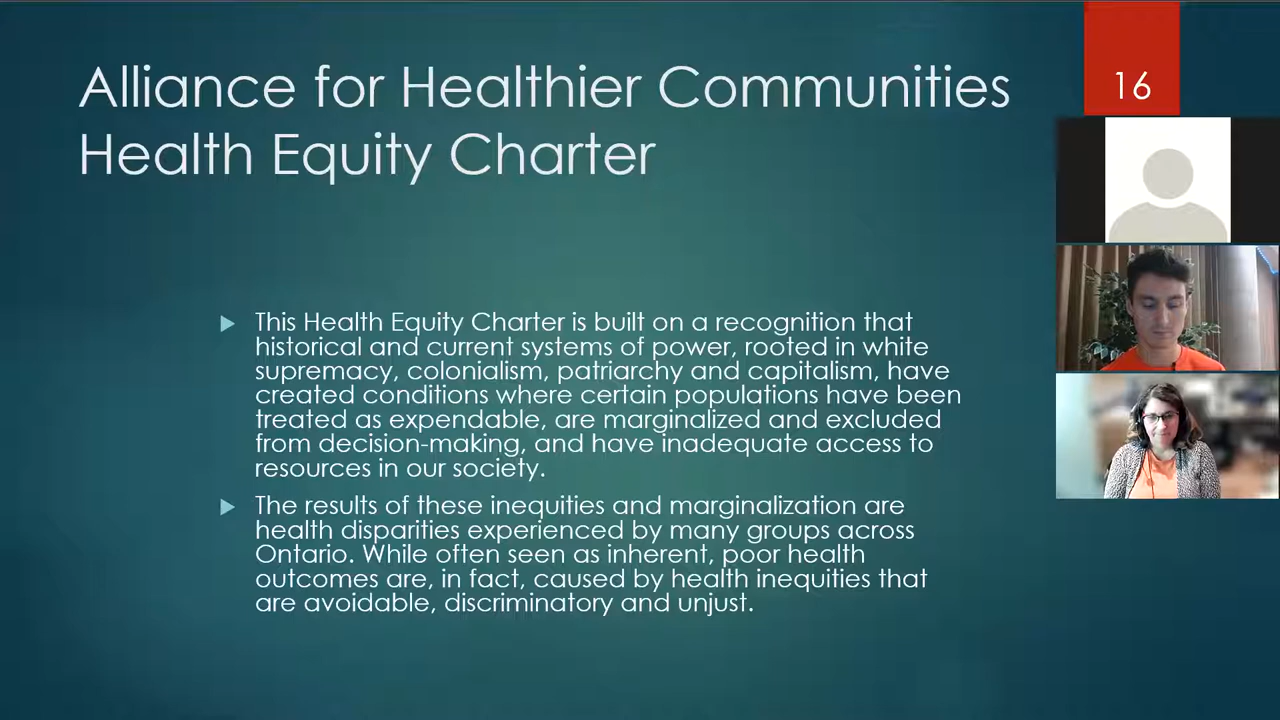 Alliance for Healthier Communities
Health Equity Charter
16
This Health Equity Charter is built on a recognition that
historical and current systems of power, rooted in white
supremacy, colonialism, patriarchy and capitalism, have
created conditions where certain populations have been
treated as expendable, are marginalized and excluded
from decision-making, and have inadequate access to
resources in our society.
The results of these inequities and marginalization are
health disparities experienced by many groups across
Ontario. While often seen as inherent, poor health
outcomes are, in fact, caused by health inequities that
are avoidable, discriminatory and unjust.